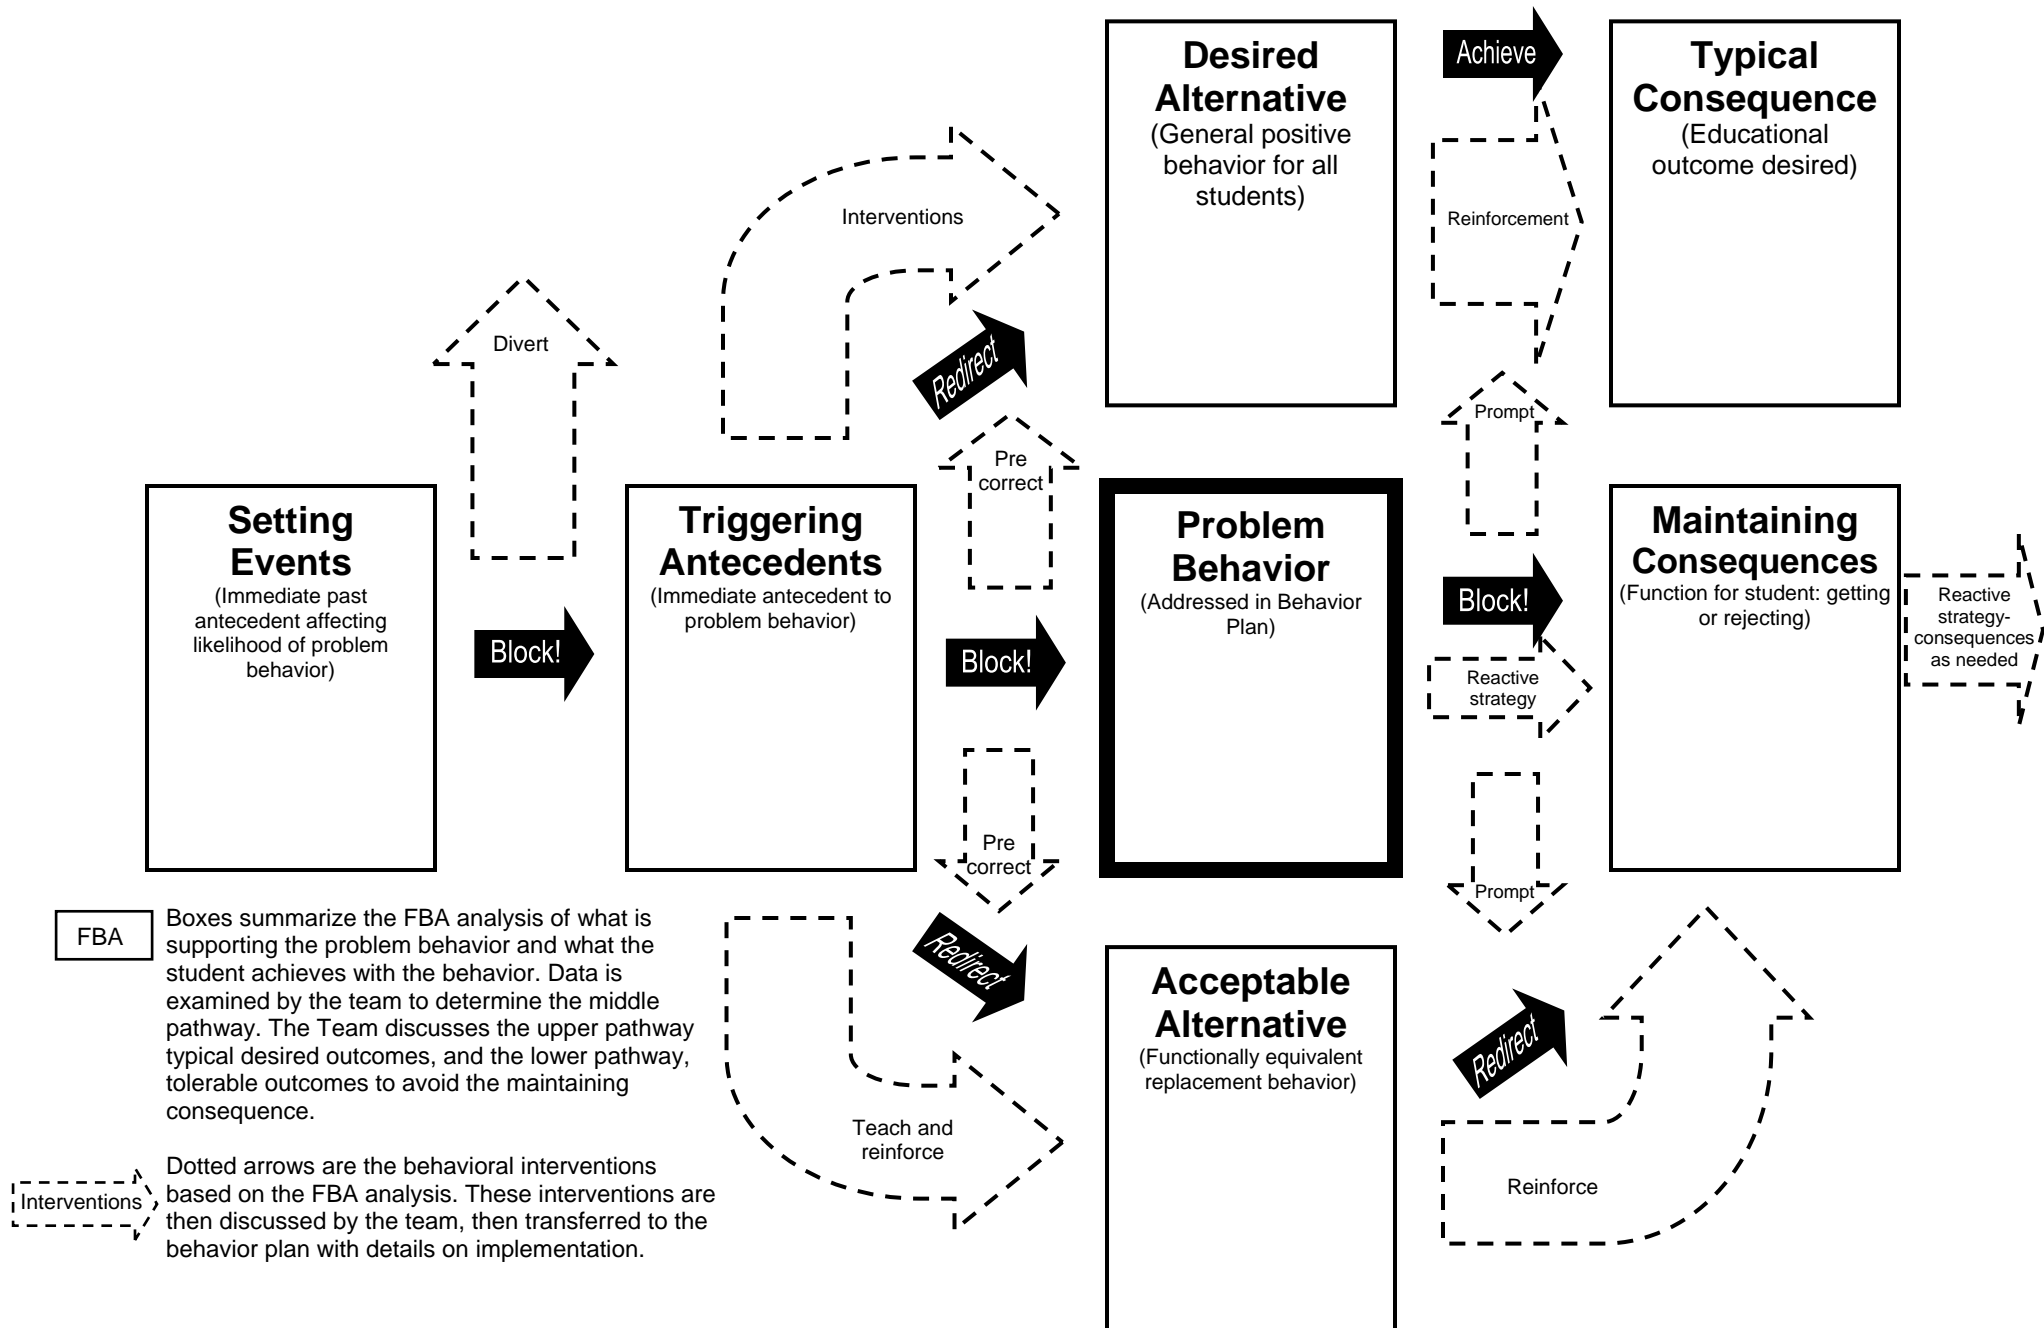 Desired
Alternative
(General positive
behavior for all
students)
Achieve
Typical
Consequence
(Educational
outcome desired)
Interventions
Reinforcement
Divert
Redirect
Prompt
Pre
correct
Setting
Events
(Immediate past
antecedent affecting
likelihood of problem
behavior)
Block!
Triggering
Antecedents
(Immediate antecedent to
problem behavior)
Block!
Problem
Behavior
(Addressed in Behavior
Plan)
Block!
Reactive
strategy
Maintaining
Consequences
(Function for student: getting
or rejecting)
Reactive
strategy-
consequences
as needed
Pre
correct
Prompt
Redirect
FBA
Boxes summarize the FBA analysis of what is
supporting the problem behavior and what the
student achieves with the behavior. Data is
examined by the team to determine the middle
pathway. The Team discusses the upper pathway
typical desired outcomes, and the lower pathway,
tolerable outcomes to avoid the maintaining
consequence.
Teach and
reinforce
Acceptable
Alternative
(Functionally equivalent
replacement behavior)
Redirect
Reinforce
Interventions
Dotted arrows are the behavioral interventions
based on the FBA analysis. These interventions are
then discussed by the team, then transferred to the
behavior plan with details on implementation.